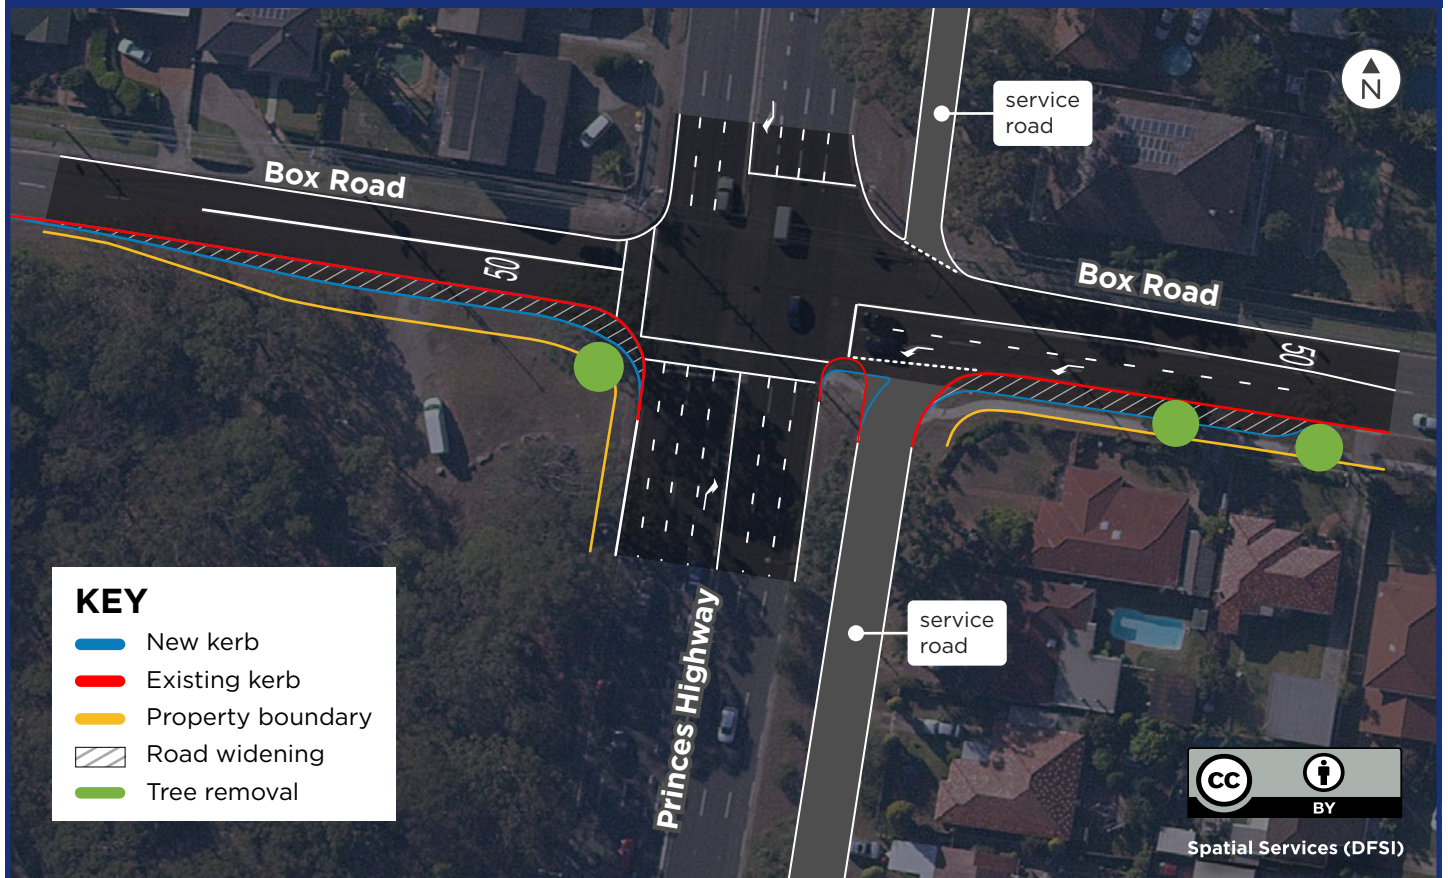 service
road
N
Box Road
50
Box Road
50
service
road
Princes Highway
KEY
New kerb
Existing kerb
Property boundary
Road widening
Tree removal
CC
BY
Spatial Services (DFSI)